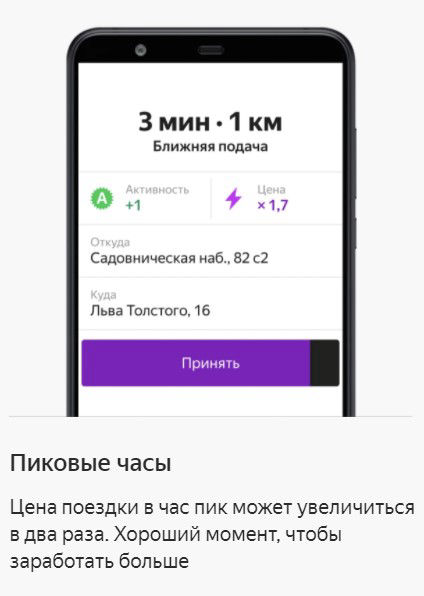 3 мин · 1 км
Ближняя подача
A
Активность
+1
Цена
× 1,7
Откуда
Садовническая наб., 82 с2
Куда
Льва Толстого, 16
Принять
Пиковые часы
Цена поездки в час пик может увеличиться
в два раза. Хороший момент, чтобы
заработать больше